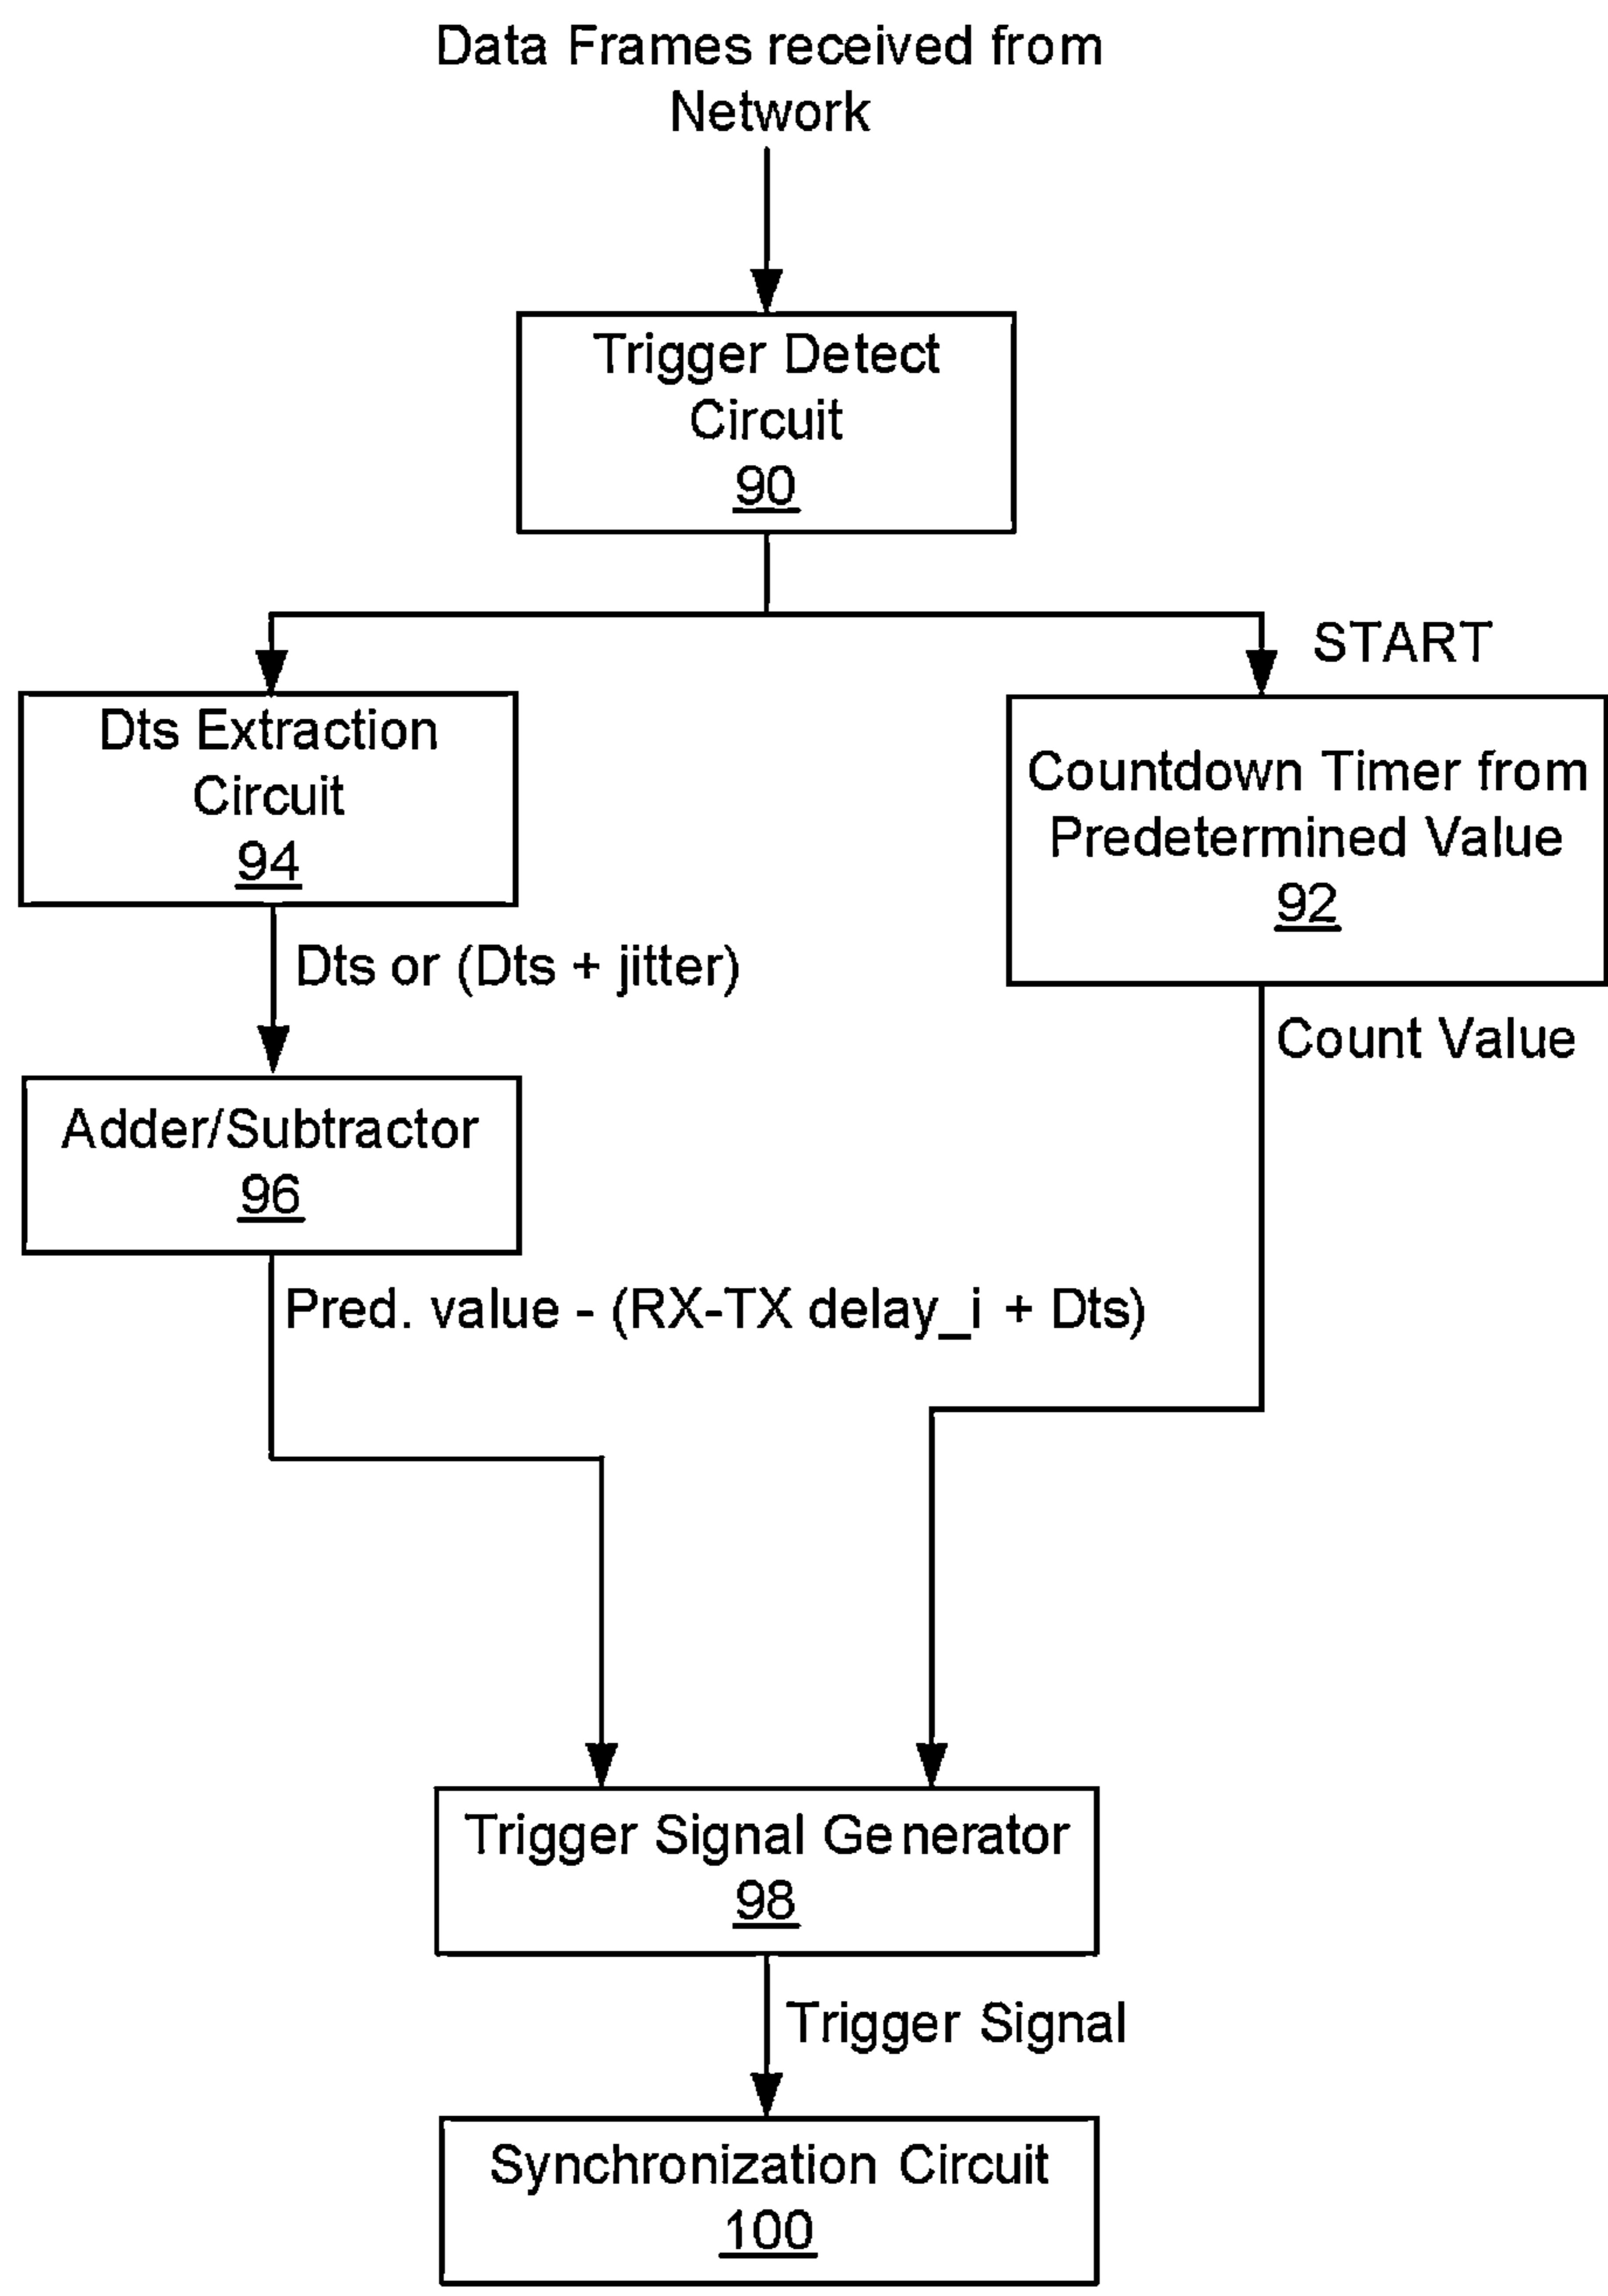 Data Frames received from
Network
Trigger Detect
Circuit
90
START
Dts Extraction
Circuit
94
Countdown Timer from
Predetermined Value
92
Dts or (Dts + jitter)
Count Value
Adder/Subtractor
96
Pred. value - (RX-TX delay_i + Dts)
Trigger Signal Generator
98
Trigger Signal
Synchronization Circuit
100